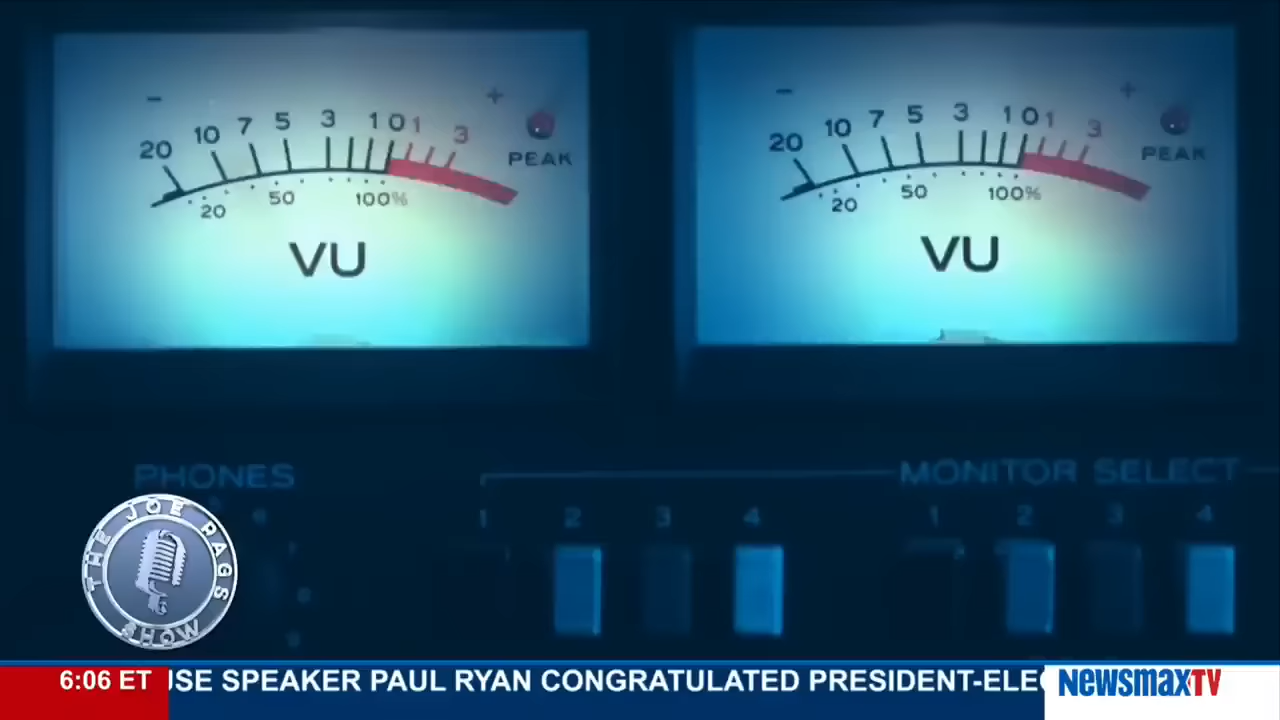 - +
20 10 7 5 3 1 0 1 3
PEAK
20 50 100%
VU
- +
20 10 7 5 3 1 0 1 3
PEAK
20 50 100%
VU
PHONES
MONITOR SELECT
1 2 3 4
1 2 3 4
THE JOE PAGS
SHOW
6:06 ET
USE SPEAKER PAUL RYAN CONGRATULATED PRESIDENT-ELE
NEWSMAXTV